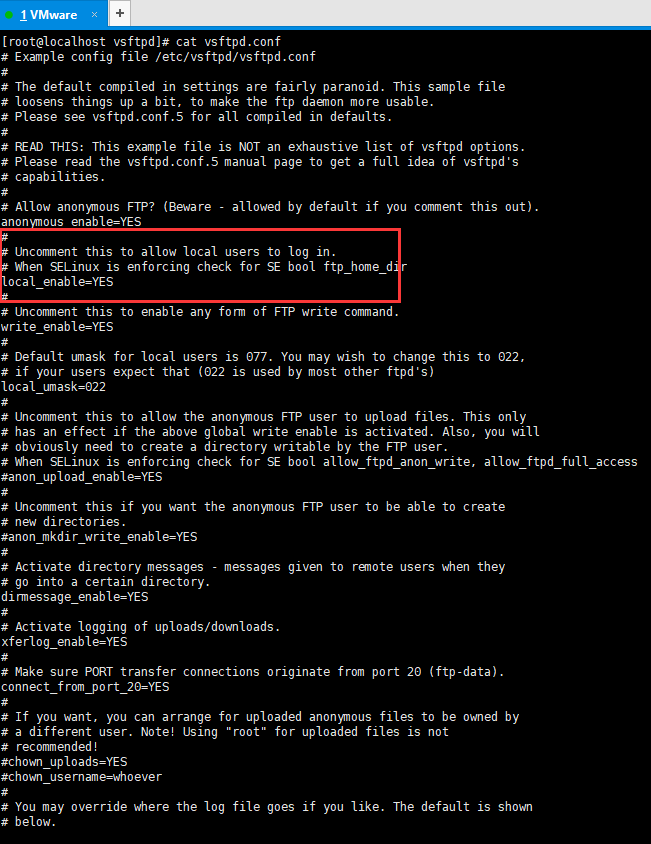 1 VMware × +
[root@localhost vsftpd]# cat vsftpd.conf
# Example config file /etc/vsftpd/vsftpd.conf
#
# The default compiled in settings are fairly paranoid. This sample file
# loosens things up a bit, to make the ftp daemon more usable.
# Please see vsftpd.conf.5 for all compiled in defaults.
#
# READ THIS: This example file is NOT an exhaustive list of vsftpd options.
# Please read the vsftpd.conf.5 manual page to get a full idea of vsftpd's
# capabilities.
#
# Allow anonymous FTP? (Beware - allowed by default if you comment this out).
anonymous_enable=YES
#
# Uncomment this to allow local users to log in.
# When SELinux is enforcing check for SE bool ftp_home_dir
local_enable=YES
#
# Uncomment this to enable any form of FTP write command.
write_enable=YES
#
# Default umask for local users is 077. You may wish to change this to 022,
# if your users expect that (022 is used by most other ftpd's)
local_umask=022
#
# Uncomment this to allow the anonymous FTP user to upload files. This only
# has an effect if the above global write enable is activated. Also, you will
# obviously need to create a directory writable by the FTP user.
# When SELinux is enforcing check for SE bool allow_ftpd_anon_write, allow_ftpd_full_access
#anon_upload_enable=YES
#
# Uncomment this if you want the anonymous FTP user to be able to create
# new directories.
#anon_mkdir_write_enable=YES
#
# Activate directory messages - messages given to remote users when they
# go into a certain directory.
dirmessage_enable=YES
#
# Activate logging of uploads/downloads.
xferlog_enable=YES
#
# Make sure PORT transfer connections originate from port 20 (ftp-data).
connect_from_port_20=YES
#
# If you want, you can arrange for uploaded anonymous files to be owned by
# a different user. Note! Using "root" for uploaded files is not
# recommended!
#chown_uploads=YES
#chown_username=whoever
#
# You may override where the log file goes if you like. The default is shown
# below.